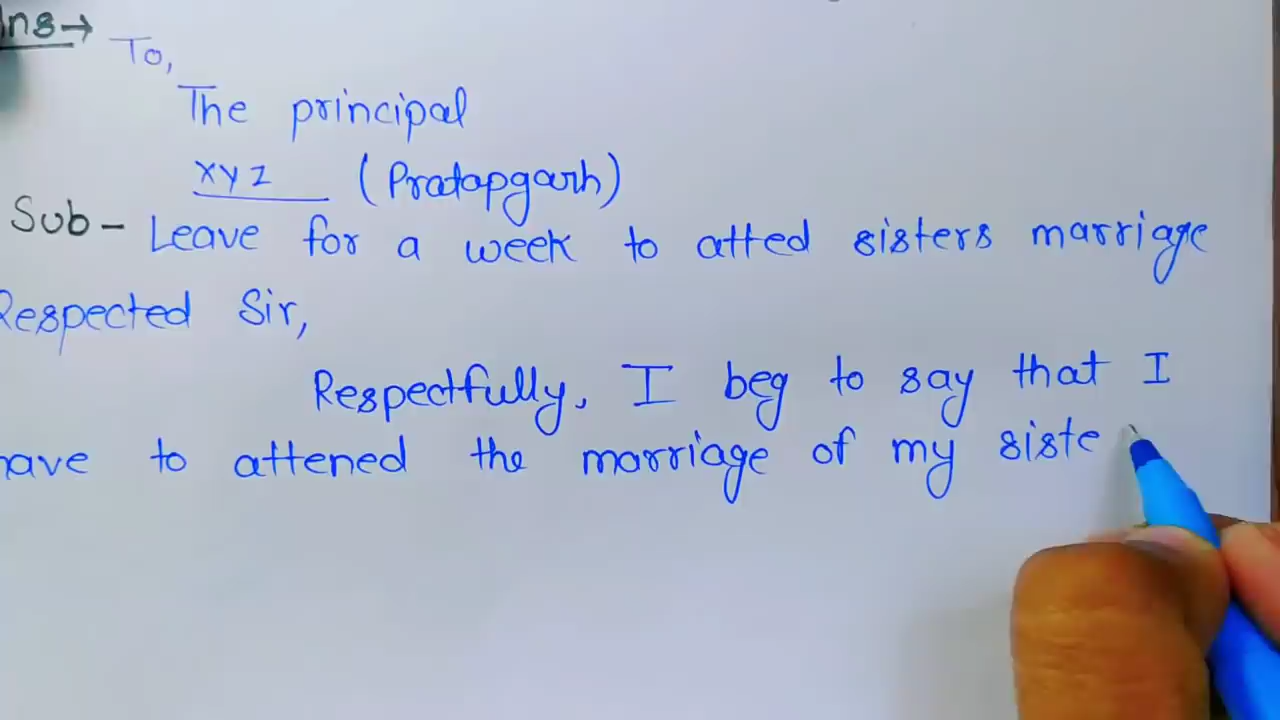 Ans→
To,
The principal
XYZ (Pratapgarh)
Sub - Leave for a week to atted sisters marriage
Respected Sir,
Respectfully, I beg to say that I
have to attened the marriage of my siste